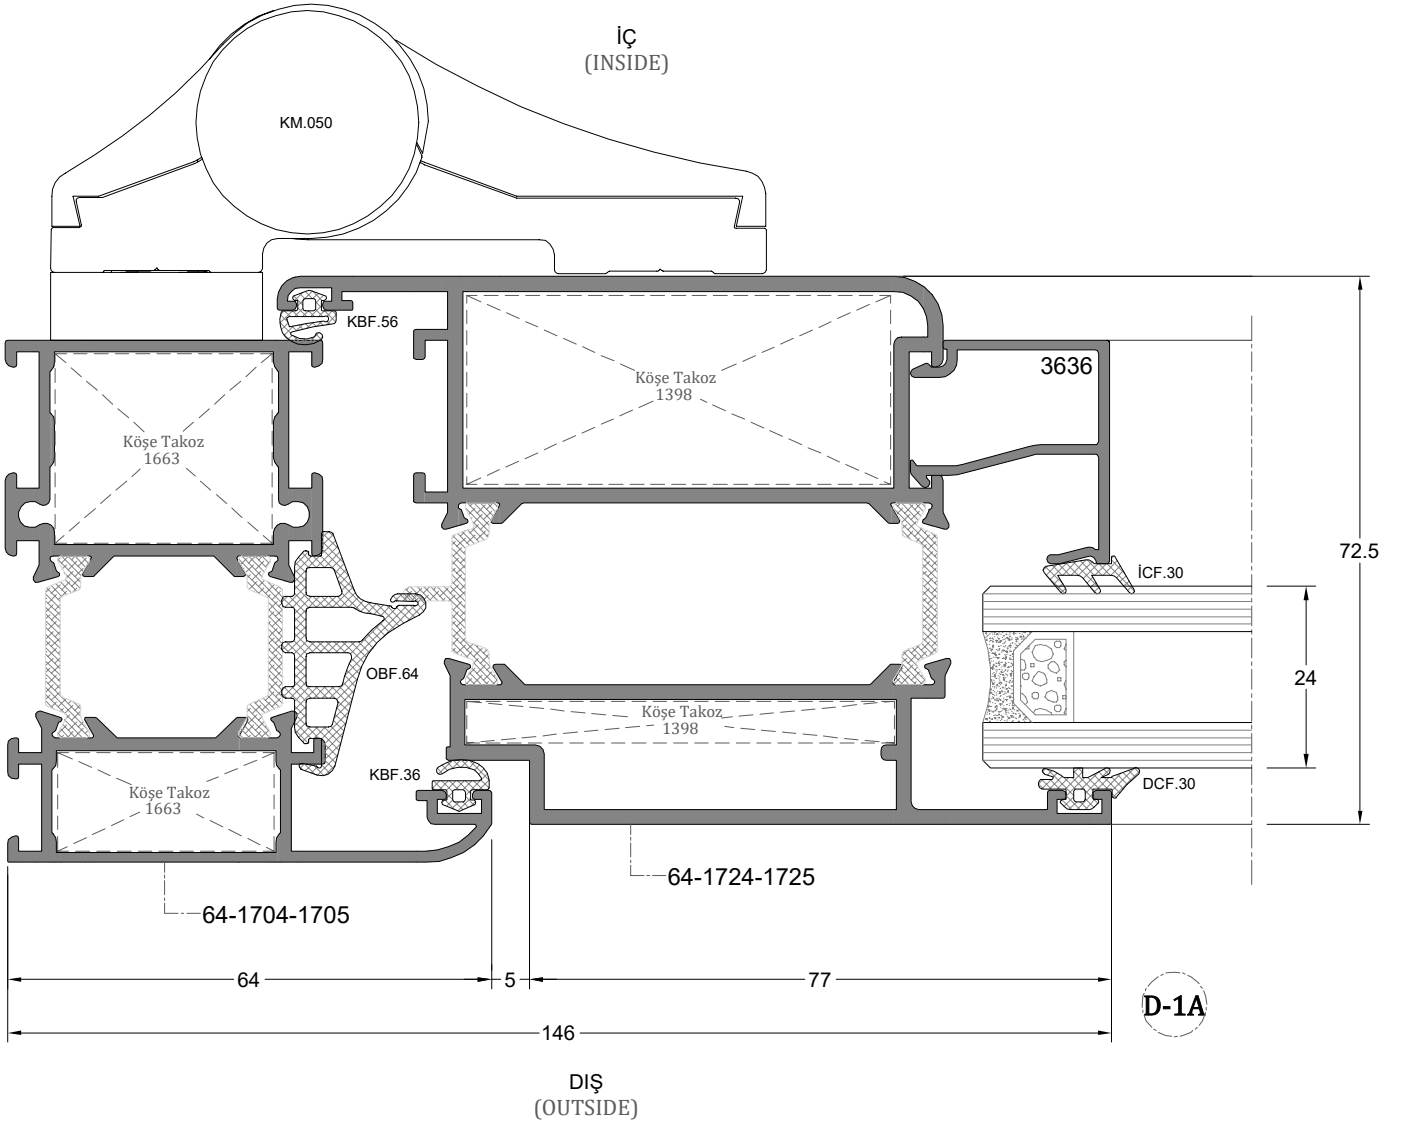 İÇ
(INSIDE)
KM.050
KBF.56
3636
Köşe Takoz
1398
Köşe Takoz
1663
72.5
İCF.30
OBF.64
24
Köşe Takoz
1398
KBF.36
DCF.30
Köşe Takoz
1663
64-1724-1725
64-1704-1705
64
5
77
D-1A
146
DIŞ
(OUTSIDE)